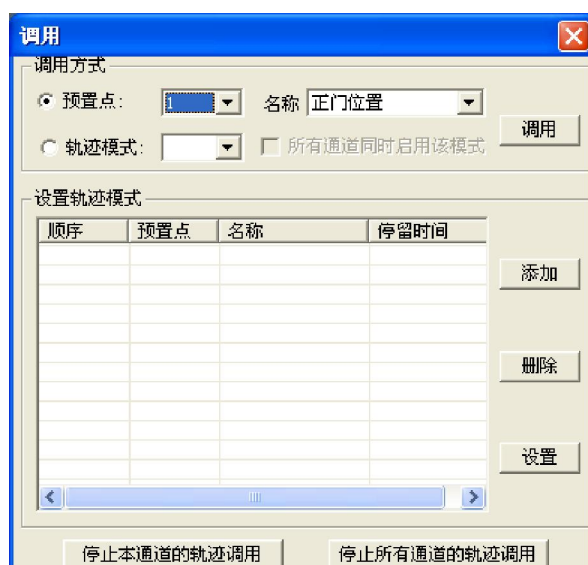 调用
调用方式
预置点: 1 名称 正门位置
调用
轨迹模式: 所有通道同时启用该模式
设置轨迹模式
顺序 预置点 名称 停留时间
添加
删除
设置
停止本通道的轨迹调用 停止所有通道的轨迹调用